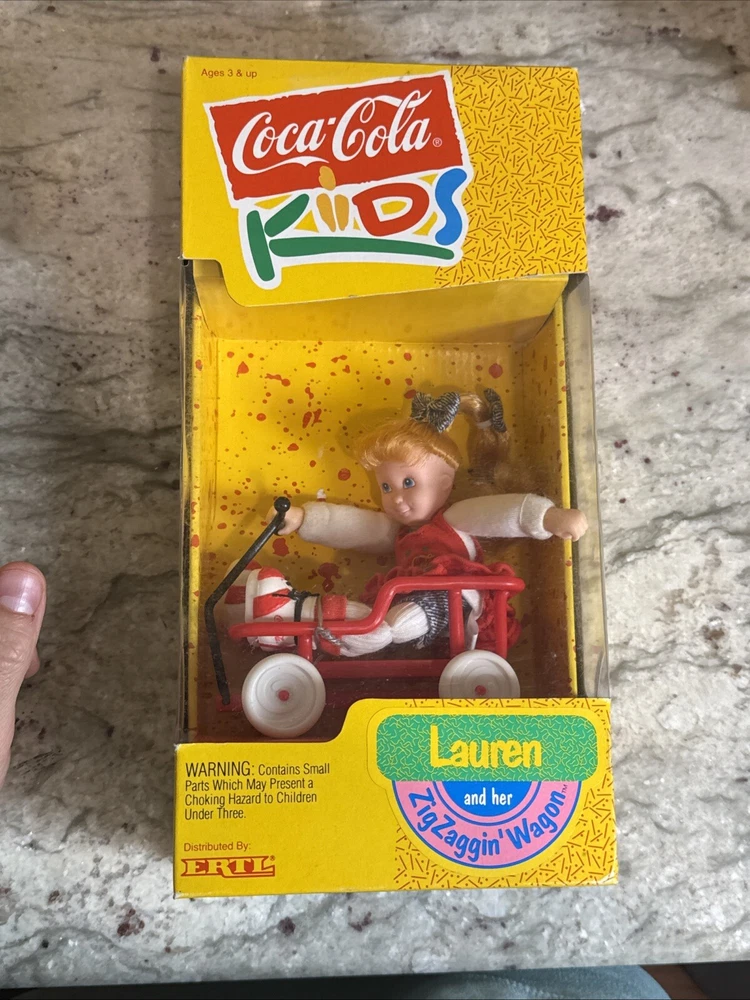 Ages 3 & up
Coca-Cola®
KiDS
Lauren
and her
ZigZaggin' Wagon™
WARNING: Contains Small
Parts Which May Present a
Choking Hazard to Children
Under Three.
Distributed By:
ERTL®